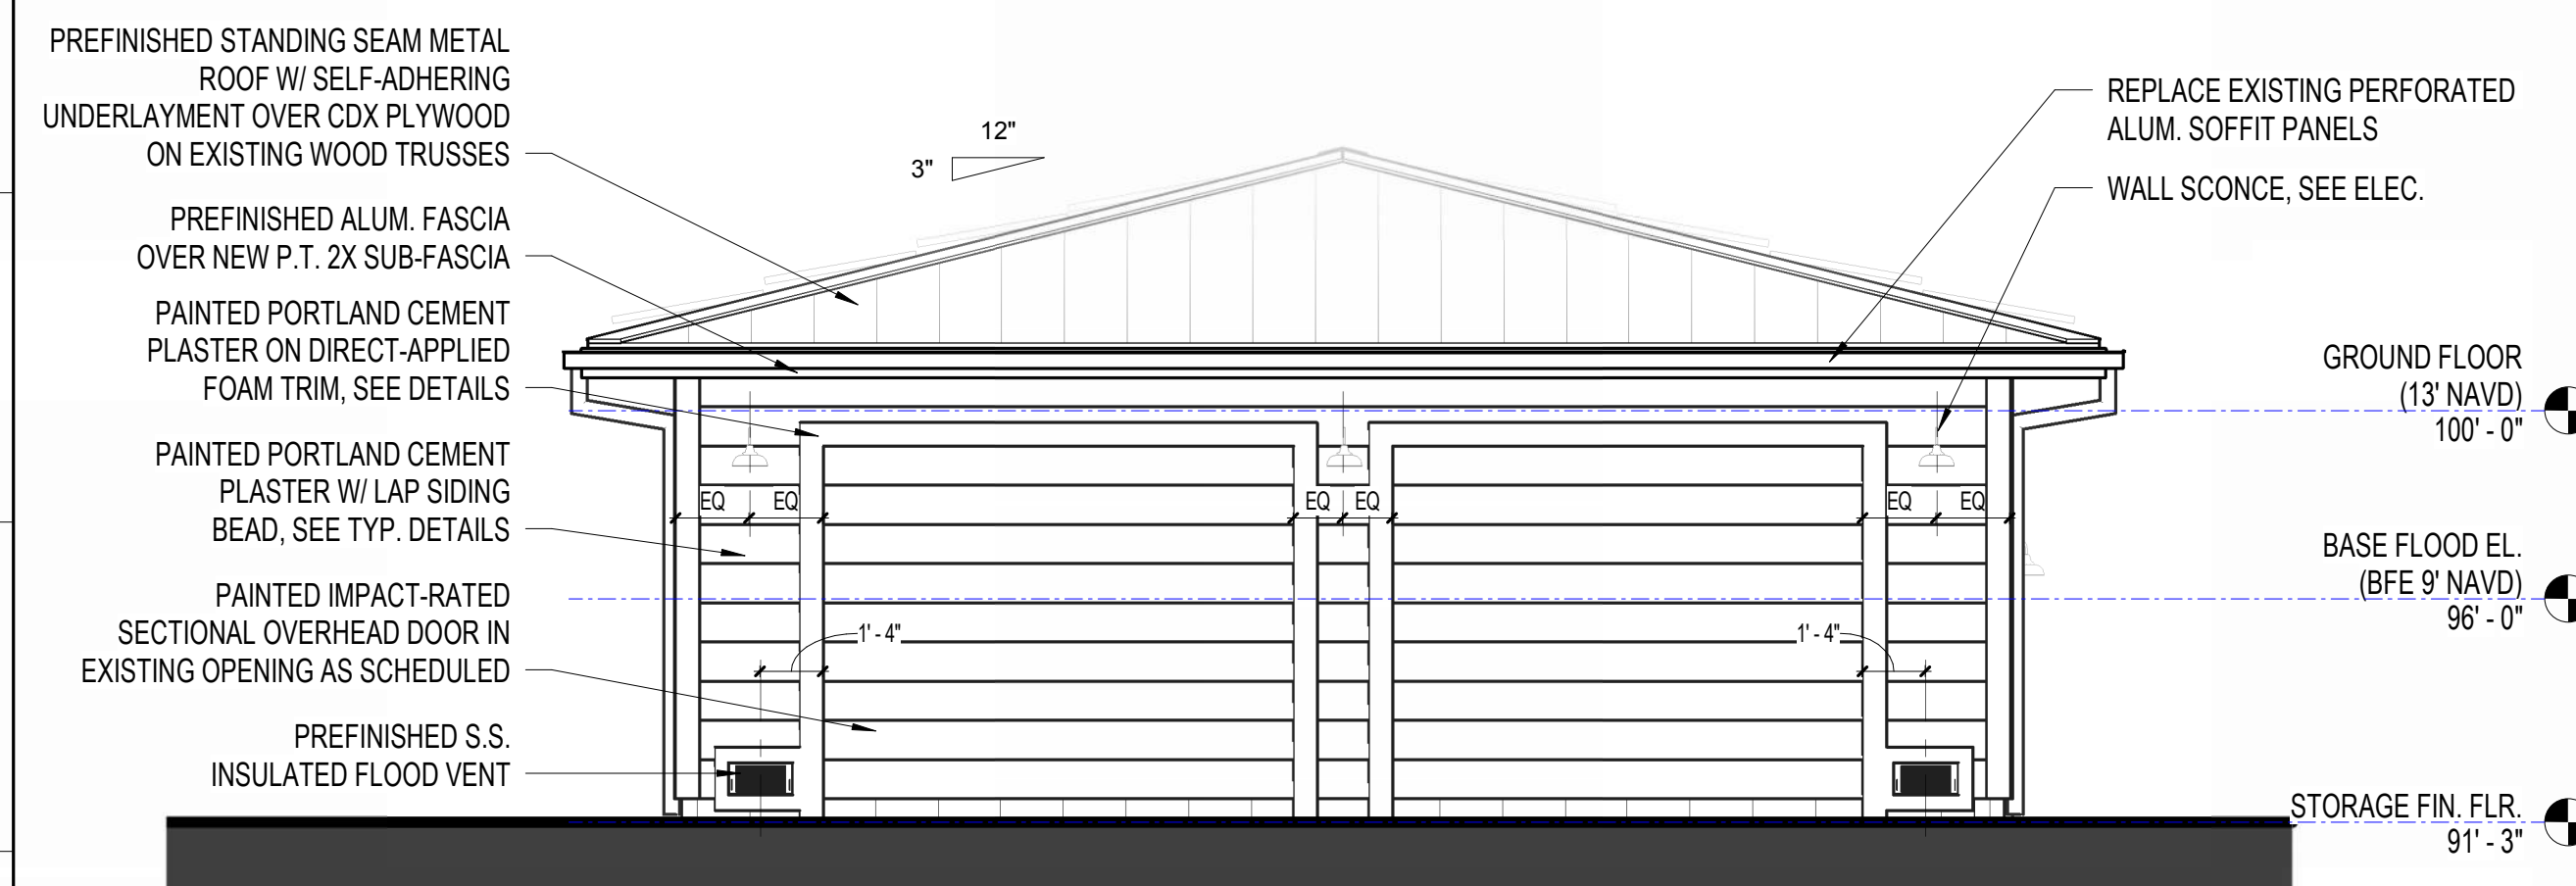 PREFINISHED STANDING SEAM METAL
ROOF W/ SELF-ADHERING
UNDERLAYMENT OVER CDX PLYWOOD
ON EXISTING WOOD TRUSSES
PREFINISHED ALUM. FASCIA
OVER NEW P.T. 2X SUB-FASCIA
PAINTED PORTLAND CEMENT
PLASTER ON DIRECT-APPLIED
FOAM TRIM, SEE DETAILS
PAINTED PORTLAND CEMENT
PLASTER W/ LAP SIDING
BEAD, SEE TYP. DETAILS
PAINTED IMPACT-RATED
SECTIONAL OVERHEAD DOOR IN
EXISTING OPENING AS SCHEDULED
PREFINISHED S.S.
INSULATED FLOOD VENT
12"
3"
EQ EQ EQ EQ EQ EQ
1' - 4" 1' - 4"
REPLACE EXISTING PERFORATED
ALUM. SOFFIT PANELS
WALL SCONCE, SEE ELEC.
GROUND FLOOR
(13' NAVD)
100' - 0"
BASE FLOOD EL.
(BFE 9' NAVD)
96' - 0"
STORAGE FIN. FLR.
91' - 3"